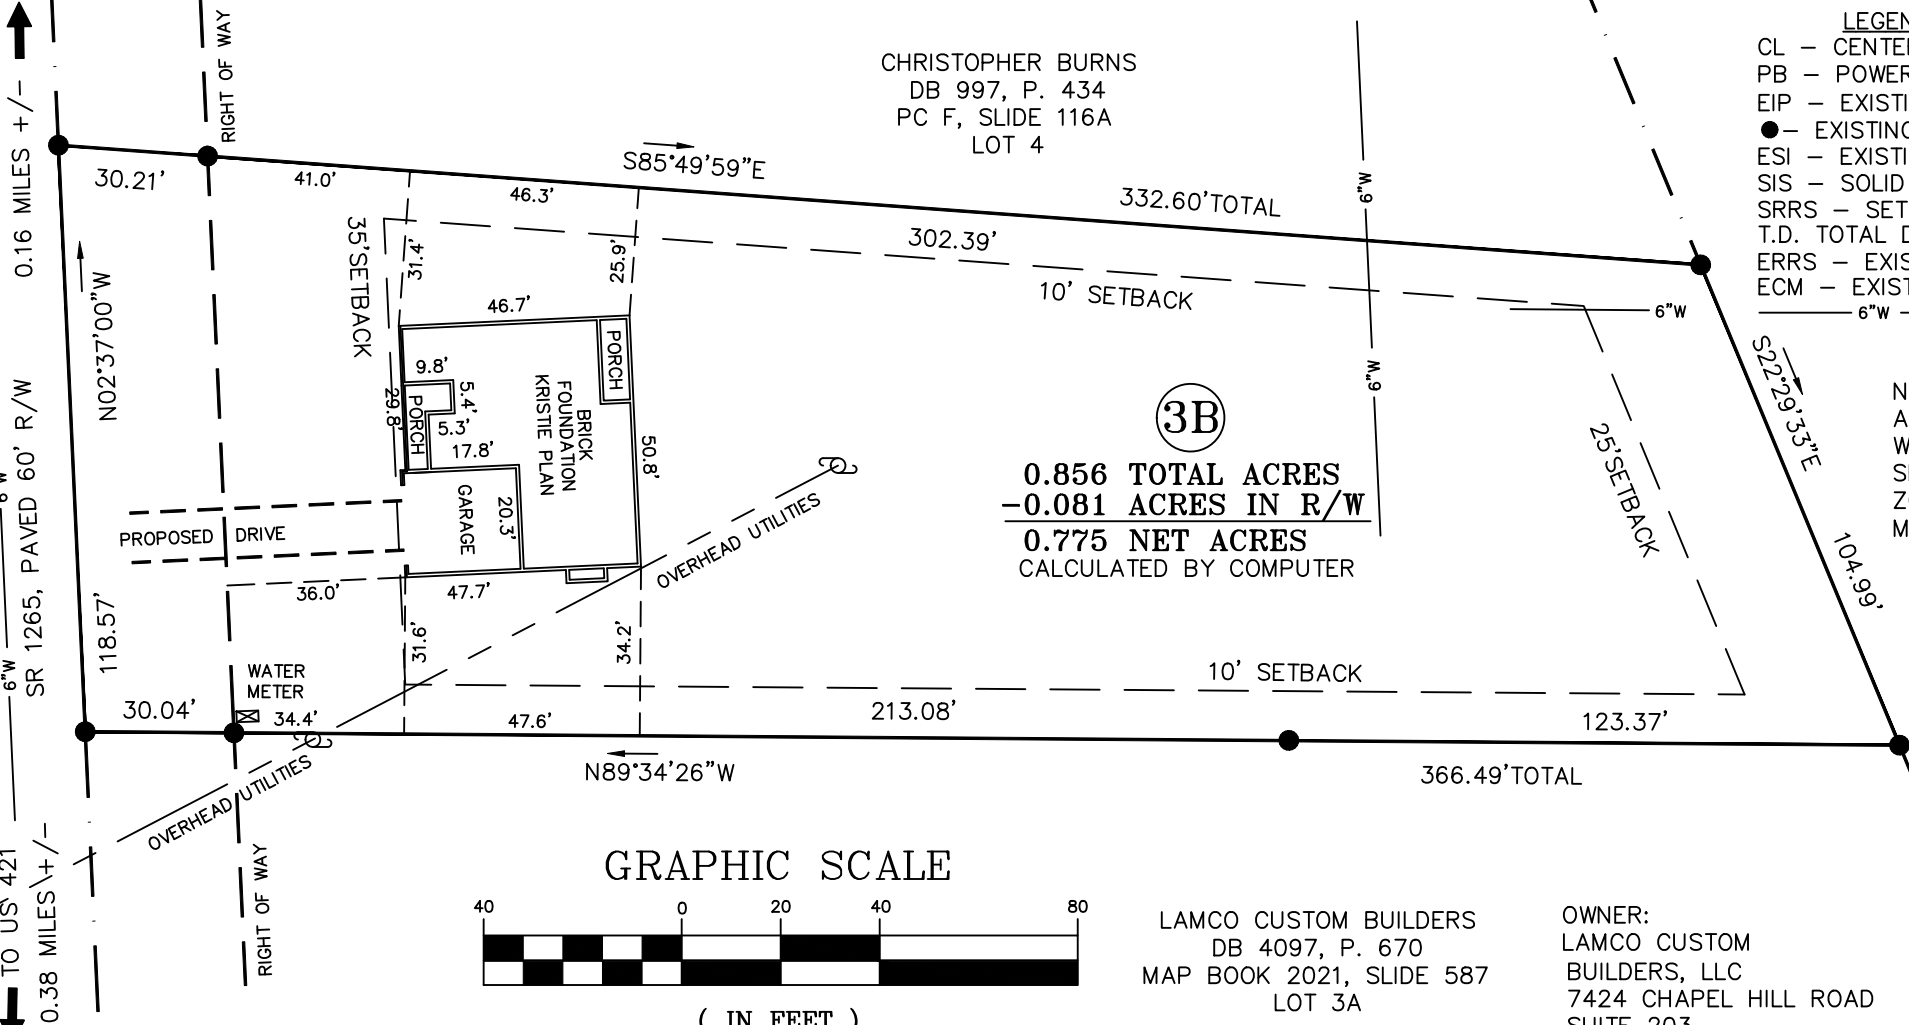 CHRISTOPHER BURNS
DB 997, P. 434
PC F, SLIDE 116A
LOT 4
CL –
PB –
EIP –
– 
ESI –
SIS – SOLID
SRRS – SET
T.D. TOTAL
ERRS –
ECM –
6"W
RIGHT OF WAY
0.16 MILES +/-
SR 1265, PAVED 60' R/W
N02°37'00"W
118.57'
30.21'
41.0'
46.3'
S85°49'59"E
332.60'TOTAL
302.39'
6"W
6"W
6"W
10' SETBACK
35'SETBACK
31.4'
25.9'
46.7'
PORCH
9.8'
5.4'
5.3'
17.8'
29.8'
PORCH
BRICK
FOUNDATION
KRISTIE PLAN
50.8'
GARAGE
20.3'
PROPOSED DRIVE
36.0'
47.7'
31.6'
34.2'
OVERHEAD UTILITIES
3B
0.856 TOTAL ACRES
-0.081 ACRES IN R/W
0.775 NET ACRES
CALCULATED BY COMPUTER
25'SETBACK
S22°29'33"E
104.99'
10' SETBACK
WATER
METER
30.04'
34.4'
47.6'
213.08'
123.37'
N89°34'26"W
366.49'TOTAL
OVERHEAD UTILITIES
RIGHT OF WAY
6"W
6"W
TO US 421
0.38 MILES +/-
GRAPHIC SCALE
40 0 20 40 80
( IN FEET )
LAMCO CUSTOM BUILDERS
DB 4097, P. 670
MAP BOOK 2021, SLIDE 587
LOT 3A
OWNER:
LAMCO CUSTOM
BUILDERS, LLC
7424 CHAPEL HILL ROAD
SUITE 203